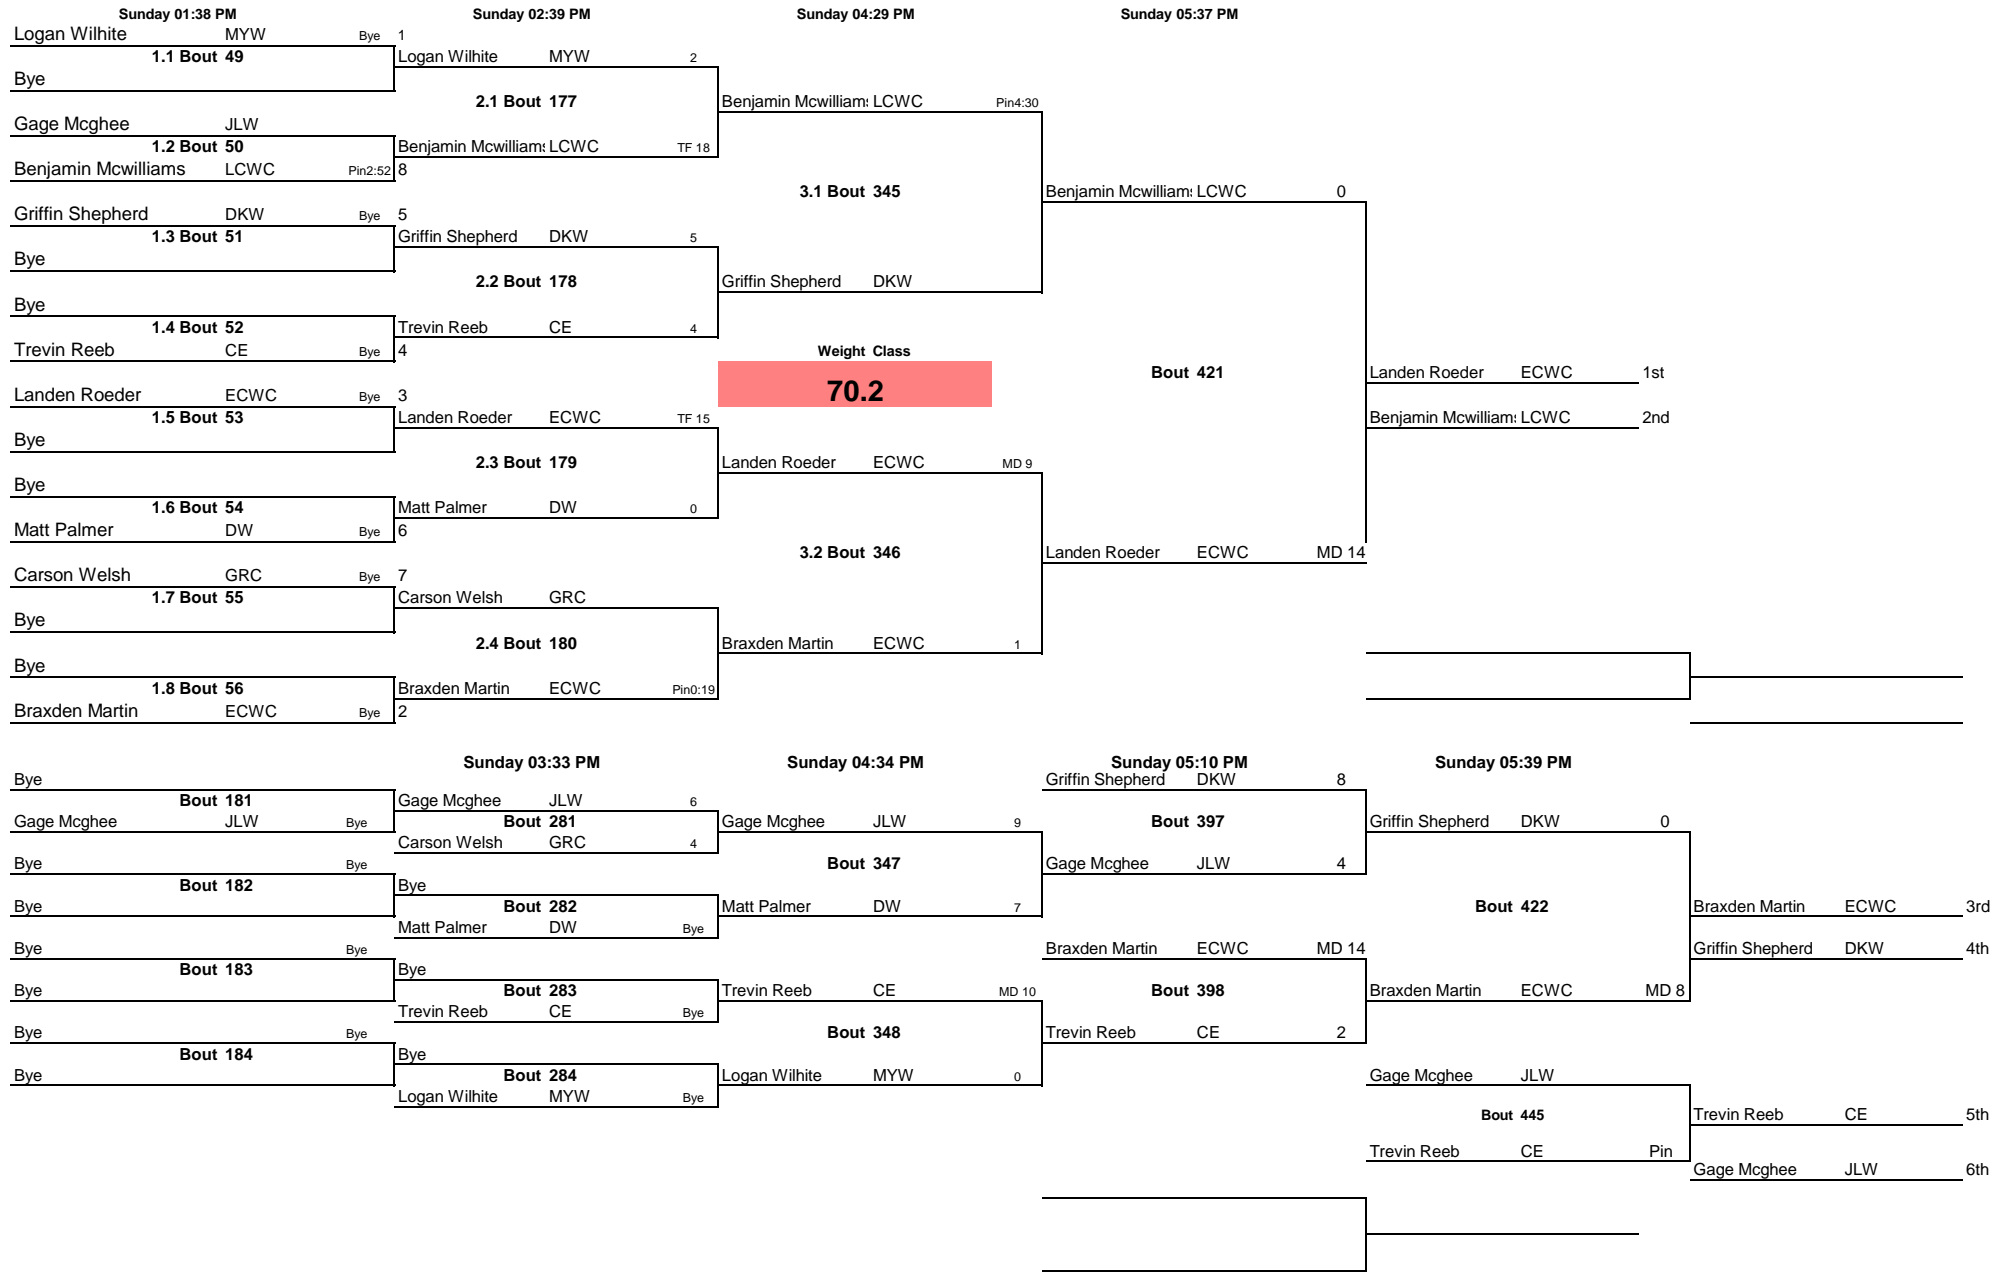 Sunday 01:38 PM Sunday 02:39 PM Sunday 04:29 PM Sunday 05:37 PM
Logan Wilhite MYW Bye 1
1.1 Bout 49 Logan Wilhite MYW 2
Bye
2.1 Bout 177 Benjamin Mcwilliams LCWC Pin4:30
Gage Mcghee JLW
1.2 Bout 50 Benjamin Mcwilliams LCWC TF 18
Benjamin Mcwilliams LCWC Pin2:52 8
3.1 Bout 345 Benjamin Mcwilliams LCWC 0
Griffin Shepherd DKW Bye 5
1.3 Bout 51 Griffin Shepherd DKW 5
Bye
2.2 Bout 178 Griffin Shepherd DKW
Bye
1.4 Bout 52 Trevin Reeb CE 4
Trevin Reeb CE Bye 4 Weight Class
Bout 421 Landen Roeder ECWC 1st
70.2
Landen Roeder ECWC Bye 3
1.5 Bout 53 Landen Roeder ECWC TF 15 Benjamin Mcwilliams LCWC 2nd
Bye
2.3 Bout 179 Landen Roeder ECWC MD 9
Bye
1.6 Bout 54 Matt Palmer DW 0
Matt Palmer DW Bye 6
3.2 Bout 346 Landen Roeder ECWC MD 14
Carson Welsh GRC Bye 7
1.7 Bout 55 Carson Welsh GRC
Bye
2.4 Bout 180 Braxden Martin ECWC 1
Bye
1.8 Bout 56 Braxden Martin ECWC Pin0:19
Braxden Martin ECWC Bye 2
Sunday 03:33 PM Sunday 04:34 PM Sunday 05:10 PM Sunday 05:39 PM
Bye Griffin Shepherd DKW 8
Bout 181 Gage Mcghee JLW 6
Gage Mcghee JLW Bye Bout 281 Gage Mcghee JLW 9 Bout 397 Griffin Shepherd DKW 0
Carson Welsh GRC 4
Bye Bye Bout 347 Gage Mcghee JLW 4
Bout 182 Bye
Bye Bout 282 Matt Palmer DW 7 Bout 422 Braxden Martin ECWC 3rd
Matt Palmer DW Bye
Bye Bye Braxden Martin ECWC MD 14 Griffin Shepherd DKW 4th
Bout 183 Bye
Bye Bout 283 Trevin Reeb CE MD 10 Bout 398 Braxden Martin ECWC MD 8
Trevin Reeb CE Bye
Bye Bye Bout 348 Trevin Reeb CE 2
Bout 184 Bye
Bye Bout 284 Logan Wilhite MYW 0 Gage Mcghee JLW
Logan Wilhite MYW Bye
Bout 445 Trevin Reeb CE 5th
Trevin Reeb CE Pin
Gage Mcghee JLW 6th